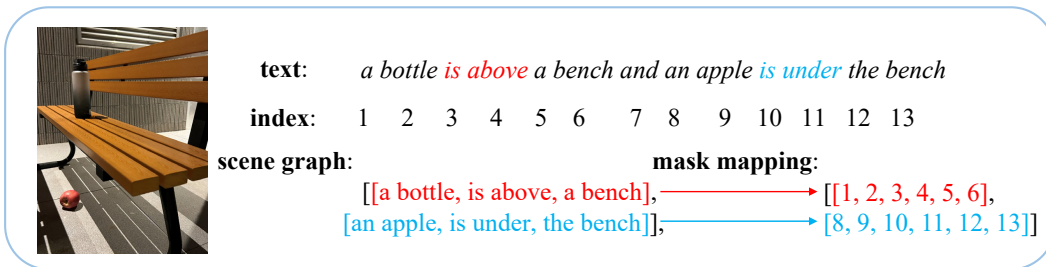 text: a bottle is above a bench and an apple is under the bench
index: 1 2 3 4 5 6 7 8 9 10 11 12 13
scene graph: mask mapping:
[[a bottle, is above, a bench], [[1, 2, 3, 4, 5, 6],
[an apple, is under, the bench]], [8, 9, 10, 11, 12, 13]]